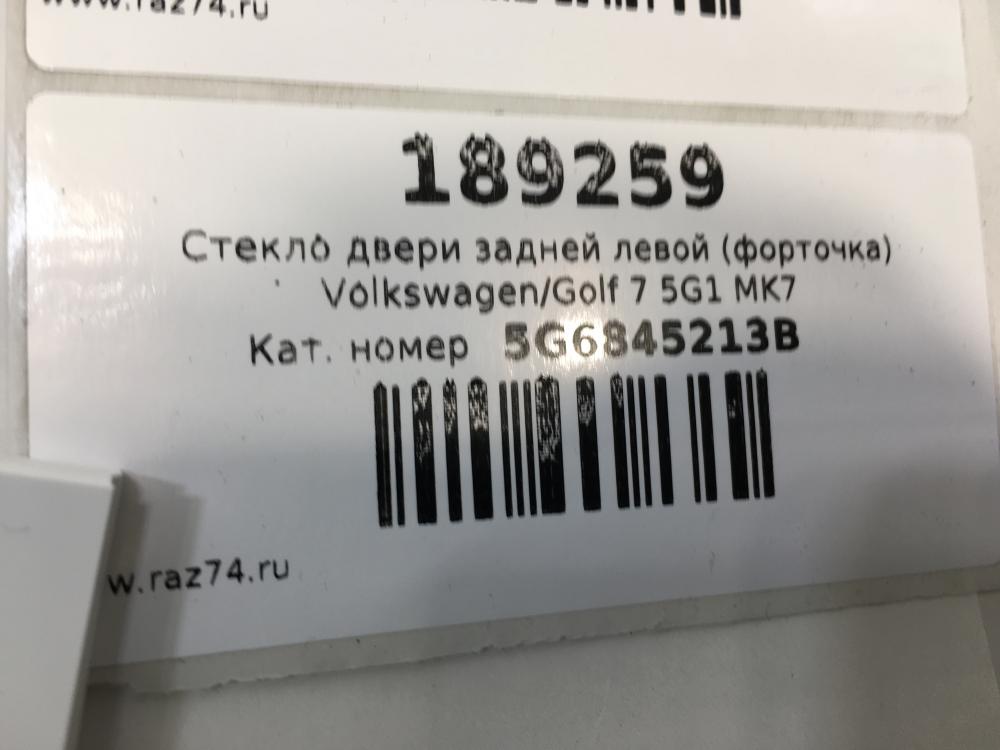 www.raz74.ru
189259
Стекло двери задней левой (форточка)
Volkswagen/Golf 7 5G1 MK7
Кат. номер 5G6845213B
w.raz74.ru